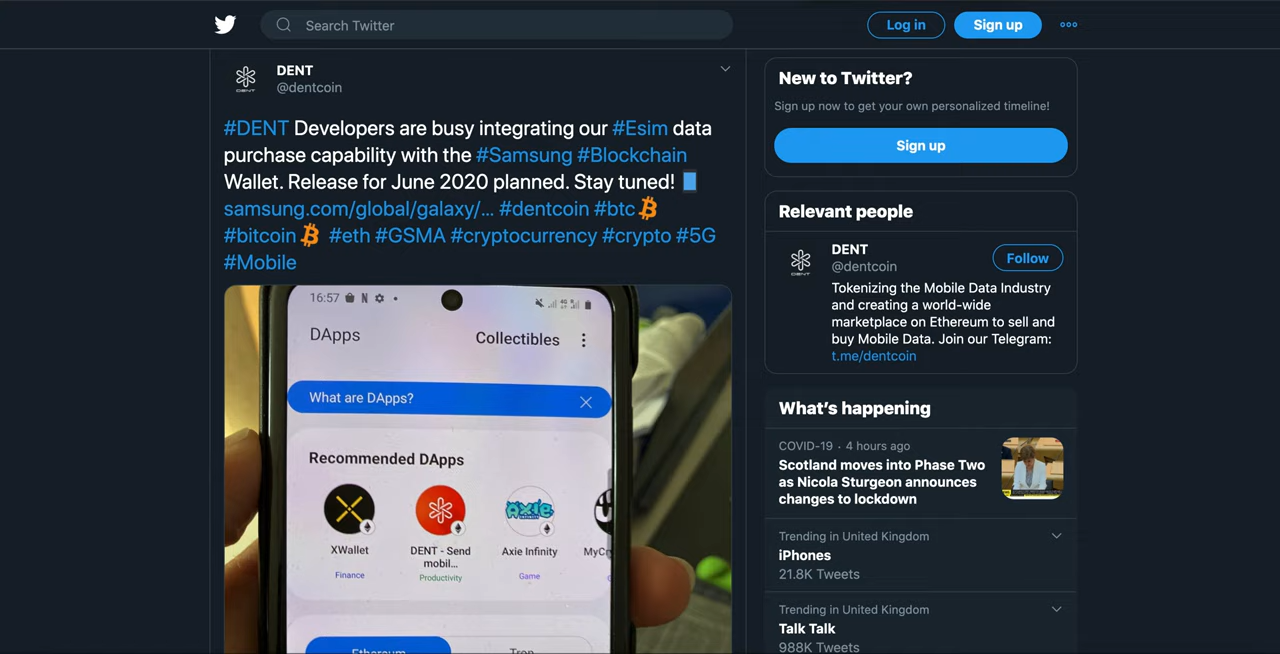 Search Twitter
Log in
Sign up
DENT
@dentcoin
#DENT Developers are busy integrating our #Esim data
purchase capability with the #Samsung #Blockchain
Wallet. Release for June 2020 planned. Stay tuned!
samsung.com/global/galaxy/... #dentcoin #btc
#bitcoin #eth #GSMA #cryptocurrency #crypto #5G
#Mobile
16:57
DApps
Collectibles
What are DApps?
Recommended DApps
XWallet
Finance
DENT - Send
mobil...
Productivity
Axie Infinity
Game
MyCr
Ethereum
Tron
New to Twitter?
Sign up now to get your own personalized timeline!
Sign up
Relevant people
DENT
@dentcoin
Follow
Tokenizing the Mobile Data Industry
and creating a world-wide
marketplace on Ethereum to sell and
buy Mobile Data. Join our Telegram:
t.me/dentcoin
What's happening
COVID-19 · 4 hours ago
Scotland moves into Phase Two
as Nicola Sturgeon announces
changes to lockdown
Trending in United Kingdom
iPhones
21.8K Tweets
Trending in United Kingdom
Talk Talk
988K Tweets